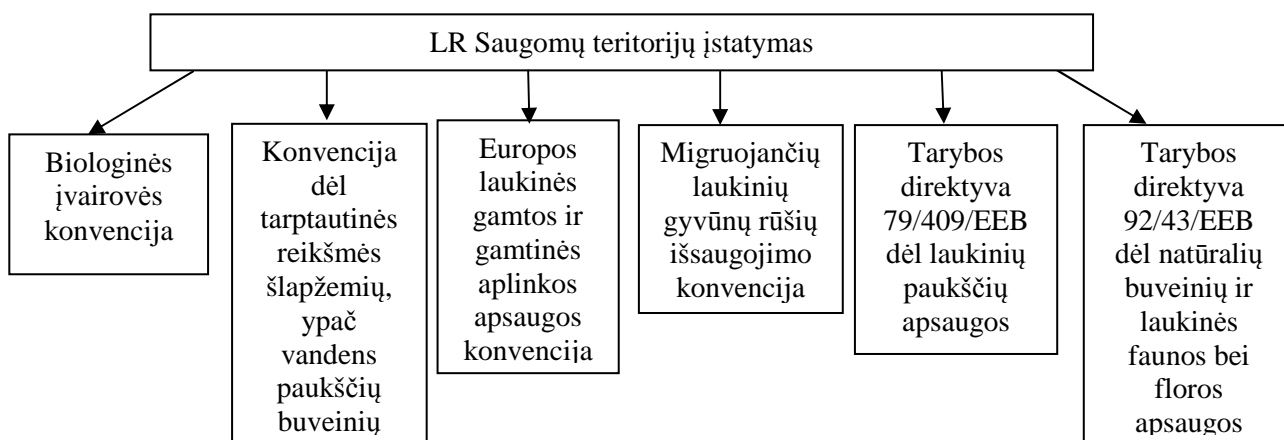 LR Saugomų teritorijų įstatymas
Biologinės
įvairovės
konvencija
Konvencija
dėl
tarptautinės
reikšmės
šlapžemių,
ypač
vandens
paukščių
buveinių
Europos
laukinės
gamtos ir
gamtinės
aplinkos
apsaugos
konvencija
Migruojančių
laukinių
gyvūnų rūšių
išsaugojimo
konvencija
Tarybos
direktyva
79/409/EEB
dėl laukinių
paukščių
apsaugos
Tarybos
direktyva
92/43/EEB
dėl natūralių
buveinių ir
laukinės
faunos bei
floros
apsaugos